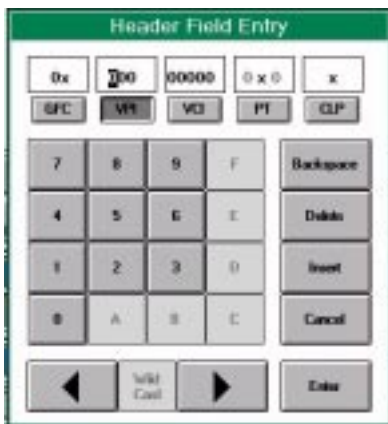 Header Field Entry
0x 000 00000 0 x 0 x
GFC VPI VCI PT CLP
7 8 9 F Backspace
4 5 6 E Delete
1 2 3 D Insert
0 A B C Cancel
Wild
Card
Enter